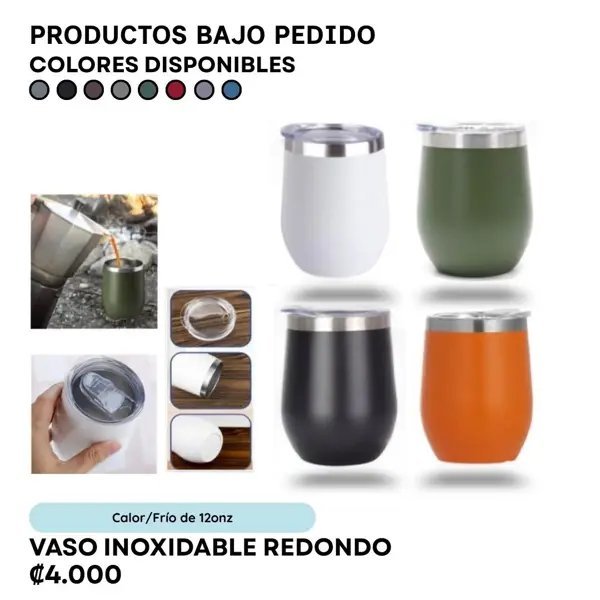 PRODUCTOS BAJO PEDIDO
COLORES DISPONIBLES
Calor/Frío de 12onz
VASO INOXIDABLE REDONDO
₡4.000